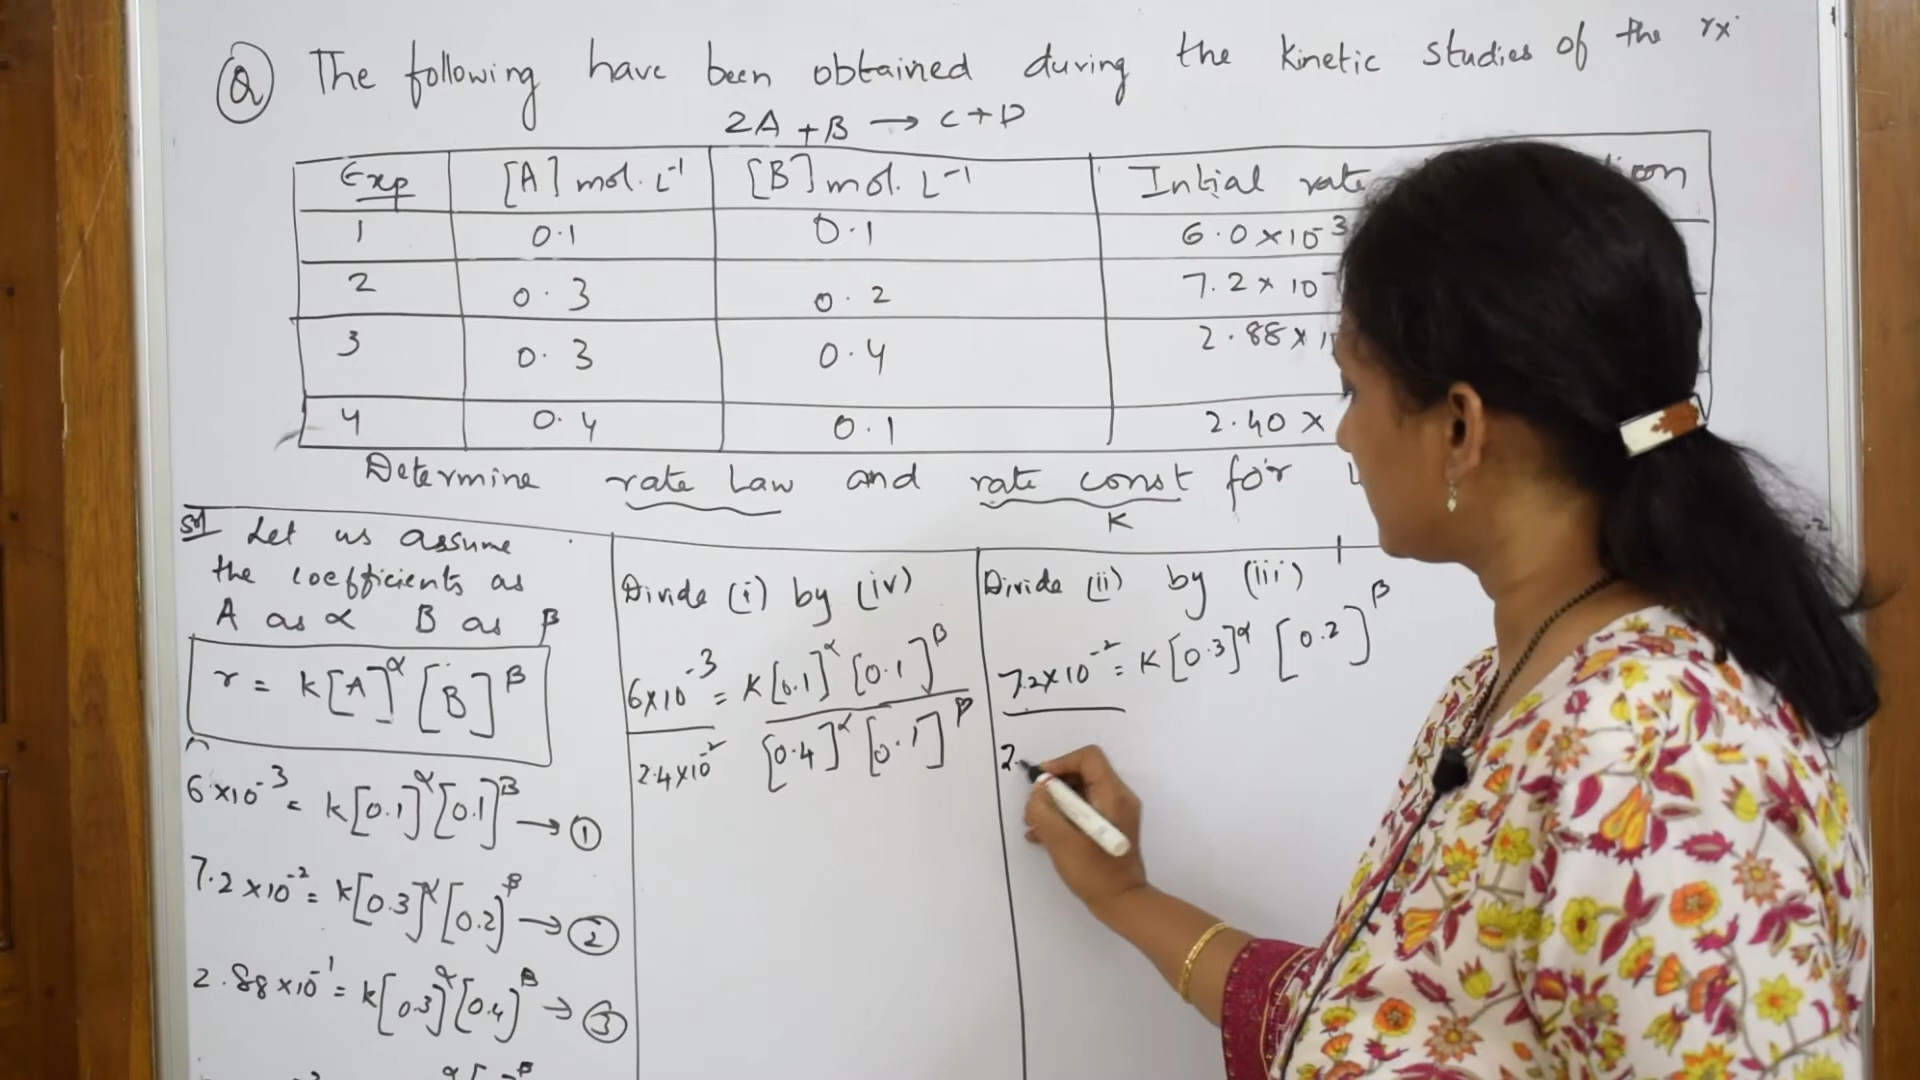 Q The following have been obtained during the kinetic studies of the rx
2A + B → C + D
Exp [A] mol. L⁻¹ [B] mol. L⁻¹ Intial rate
1 0.1 0.1 6.0 × 10⁻³
2 0.3 0.2 7.2 × 10⁻
3 0.3 0.4 2.88 ×
4 0.4 0.1 2.40 ×
Determine rate Law and rate const for
K
Sol Let us assume
the coefficients as
A as α B as β
r = K[A]^α [B]^β
6×10⁻³ = K[0.1]^α [0.1]^β → ①
7.2×10⁻² = K[0.3]^α [0.2]^β → ②
2.88×10⁻¹ = K[0.3]^α [0.4]^β → ③
Divide (i) by (iv)
6×10⁻³ = K[0.1]^α [0.1]^β
2.4×10⁻² [0.4]^α [0.1]^β
Divide (ii) by (iii)
7.2×10⁻² = K[0.3]^α [0.2]^β
2.